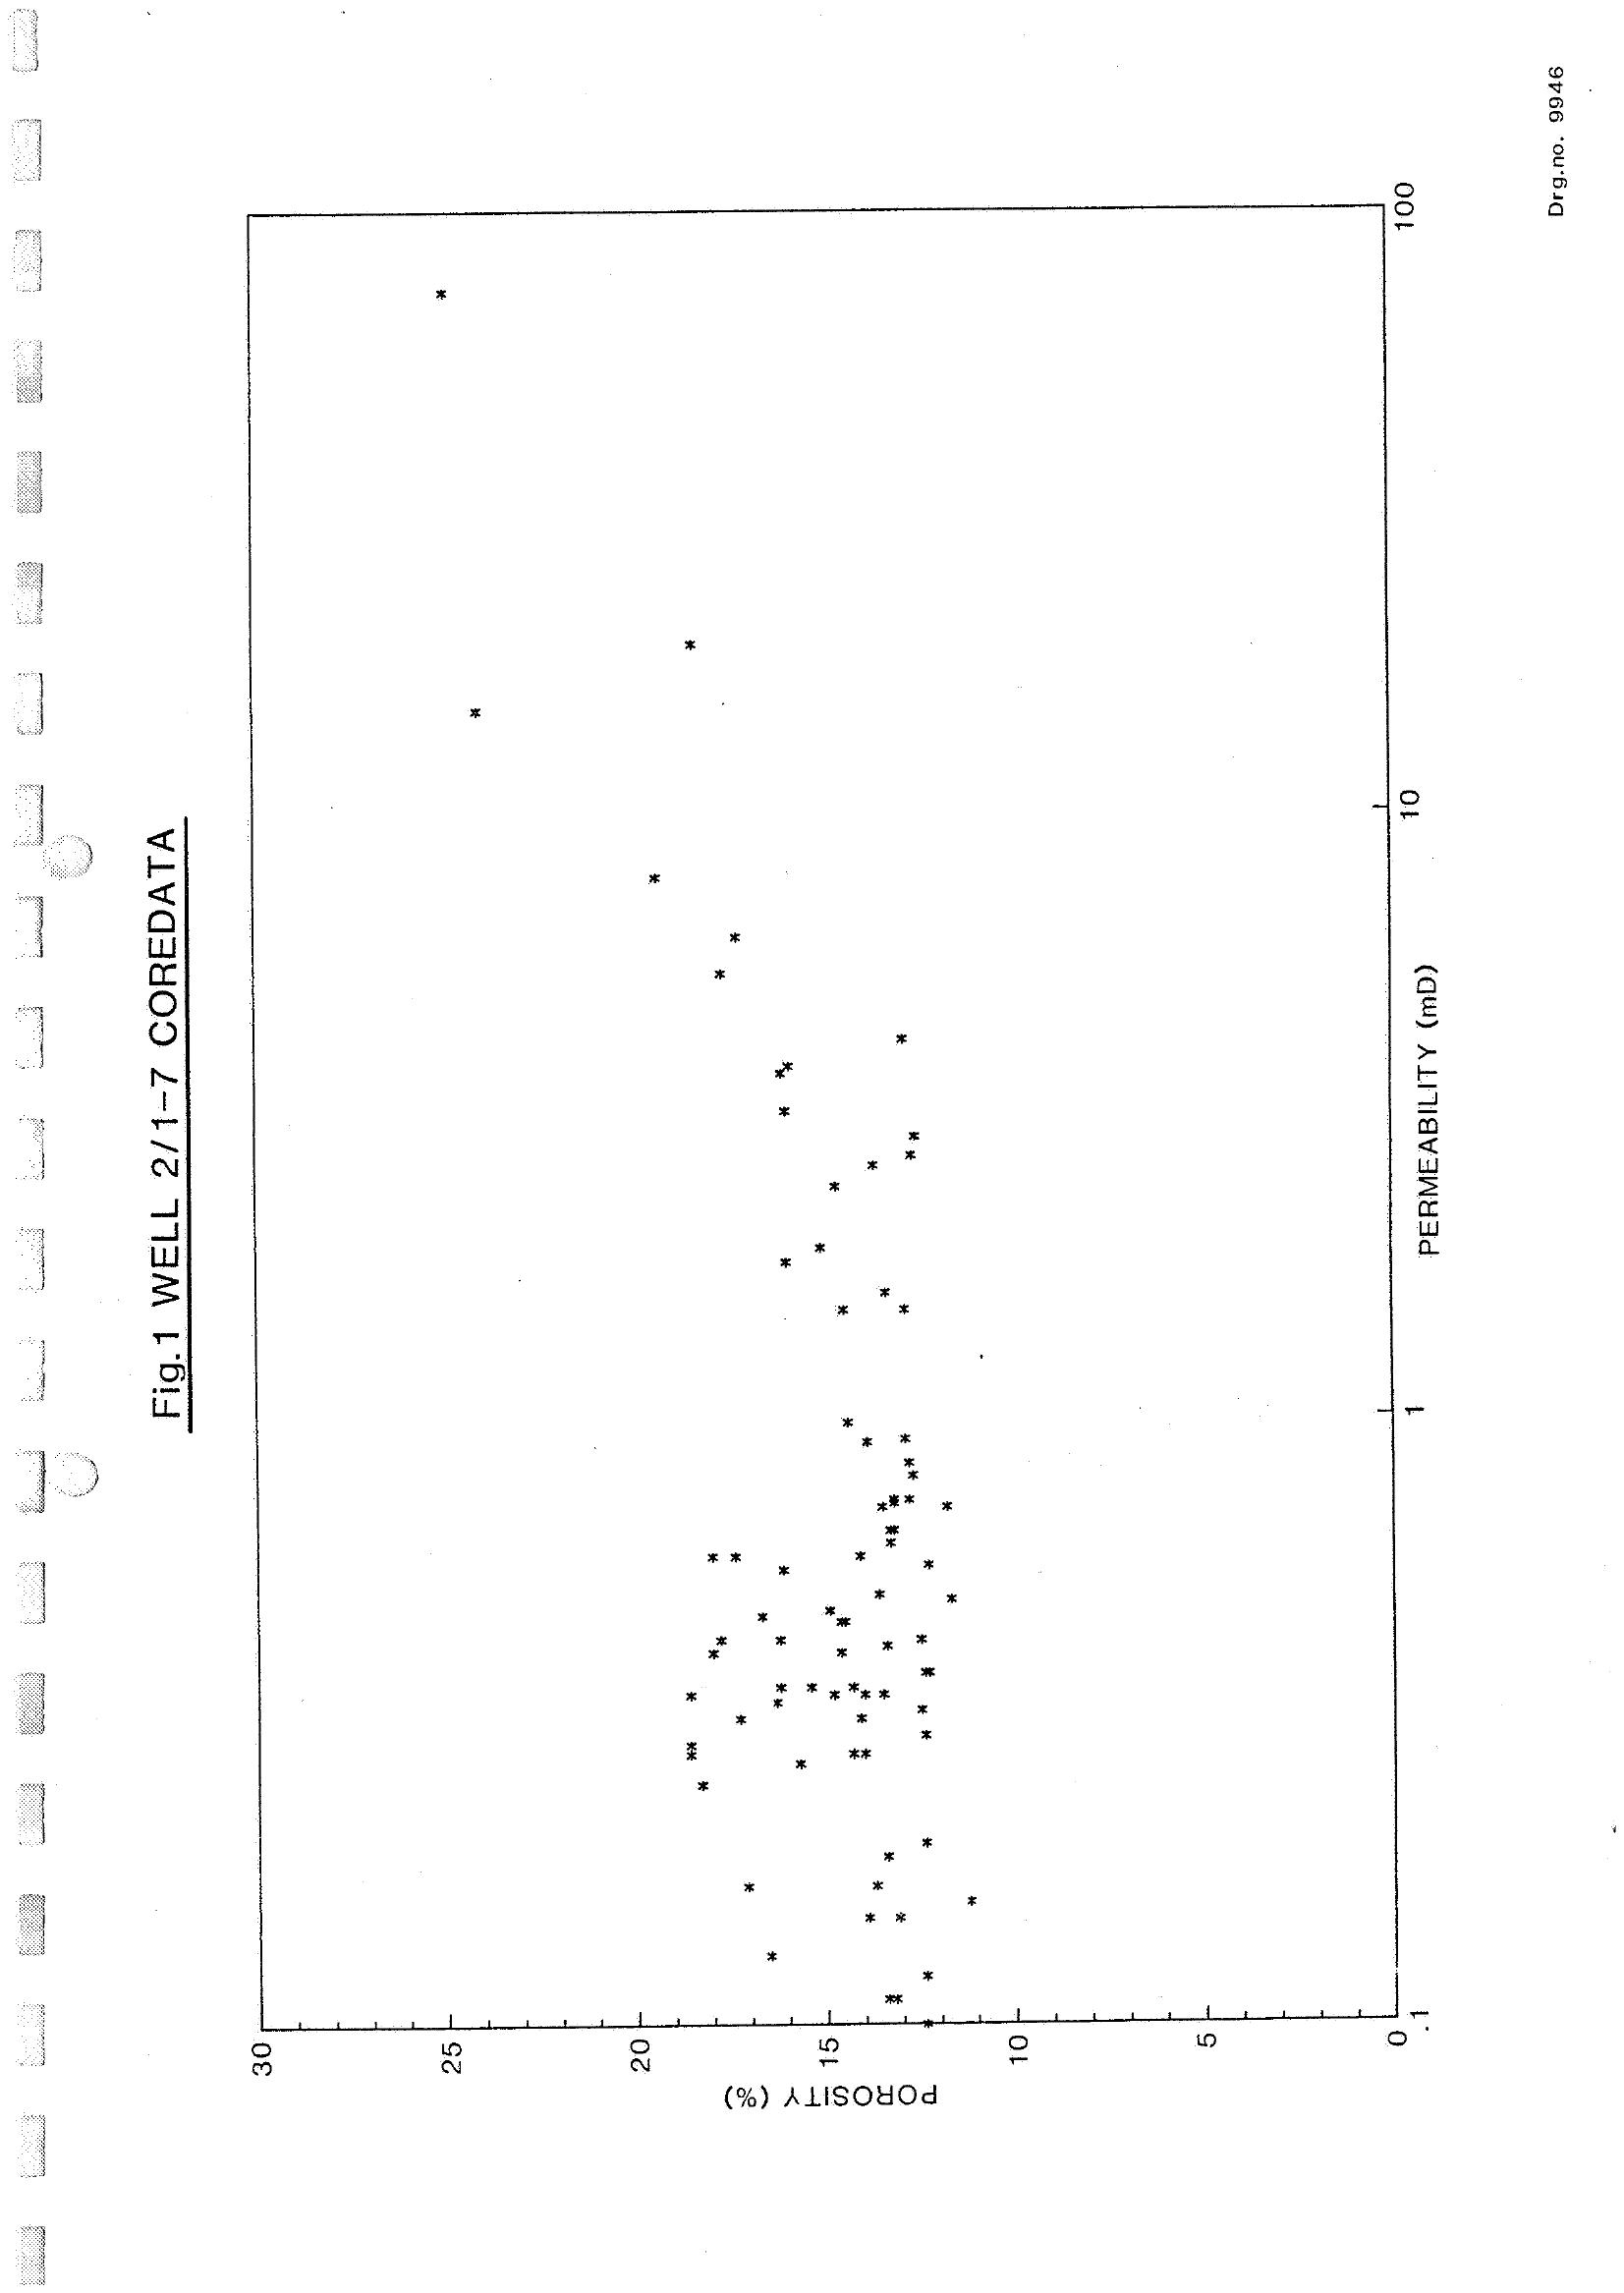 Fig.1 WELL 2/1-7 COREDATA
30
25
20
15
10
5
0
POROSITY (%)
.1
1
10
100
PERMEABILITY (mD)
Drg.no. 9946